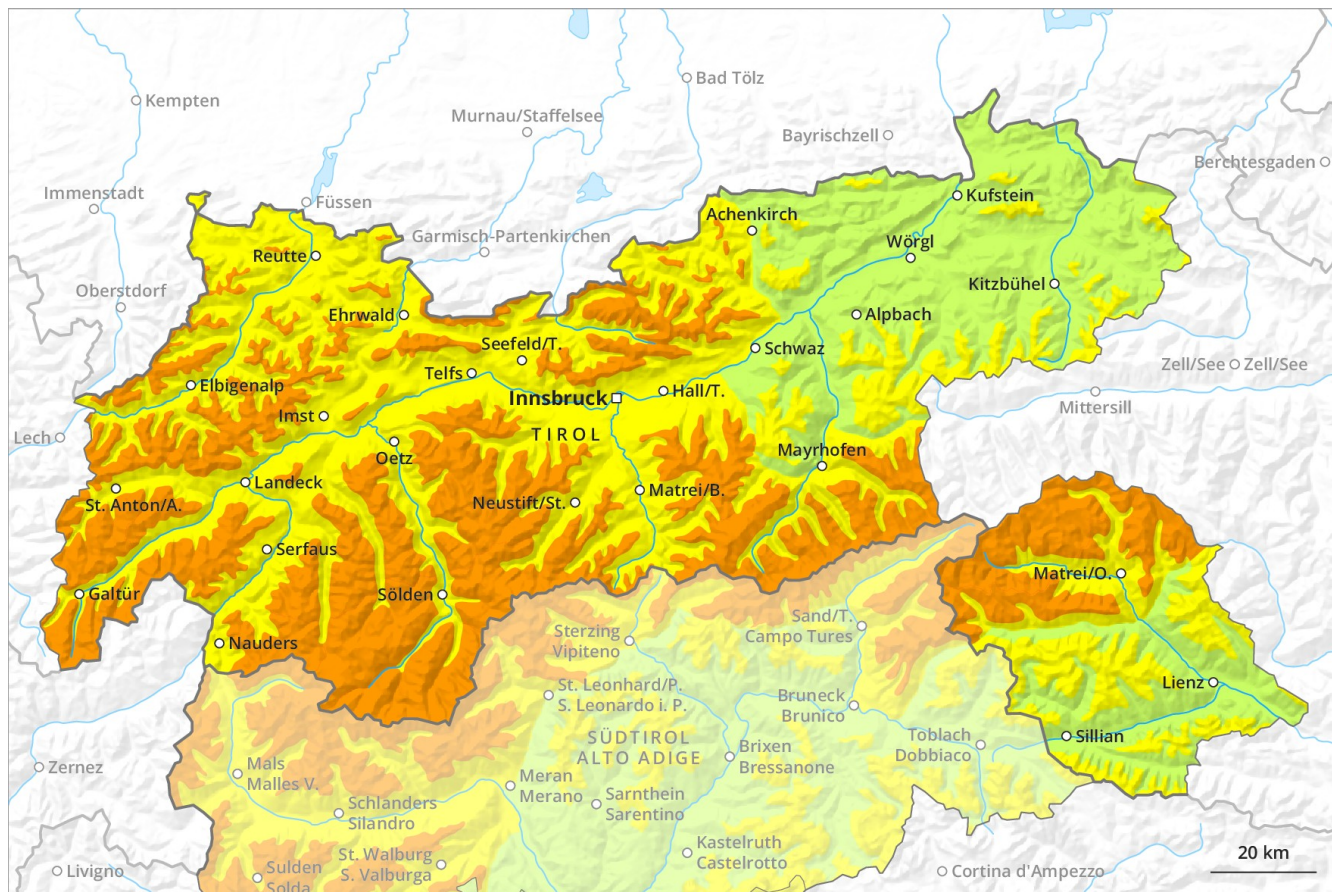 Kempten
Bad Tölz
Murnau/Staffelsee
Bayrischzell
Berchtesgaden
Immenstadt
Füssen
Kufstein
Achenkirch
Garmisch-Partenkirchen
Reutte
Wörgl
Oberstdorf
Kitzbühel
Ehrwald
Alpbach
Seefeld/T.
Schwaz
Zell/See
Zell/See
Telfs
Elbigenalp
Innsbruck
Hall/T.
Mittersill
Imst
TIROL
Lech
Oetz
Mayrhofen
Landeck
Matrei/B.
St. Anton/A.
Neustift/St.
Serfaus
Matrei/O.
Galtür
Sölden
Sand/T.
Campo Tures
Sterzing
Vipiteno
Nauders
Lienz
St. Leonhard/P.
S. Leonardo i. P.
Bruneck
Brunico
Sillian
SÜDTIROL
ALTO ADIGE
Toblach
Dobbiaco
Brixen
Bressanone
Zernez
Mals
Malles V.
Meran
Merano
Sarnthein
Sarentino
Schlanders
Silandro
Kastelruth
Castelrotto
20 km
St. Walburg
S. Valburga
Livigno
Sulden
Solda
Cortina d'Ampezzo